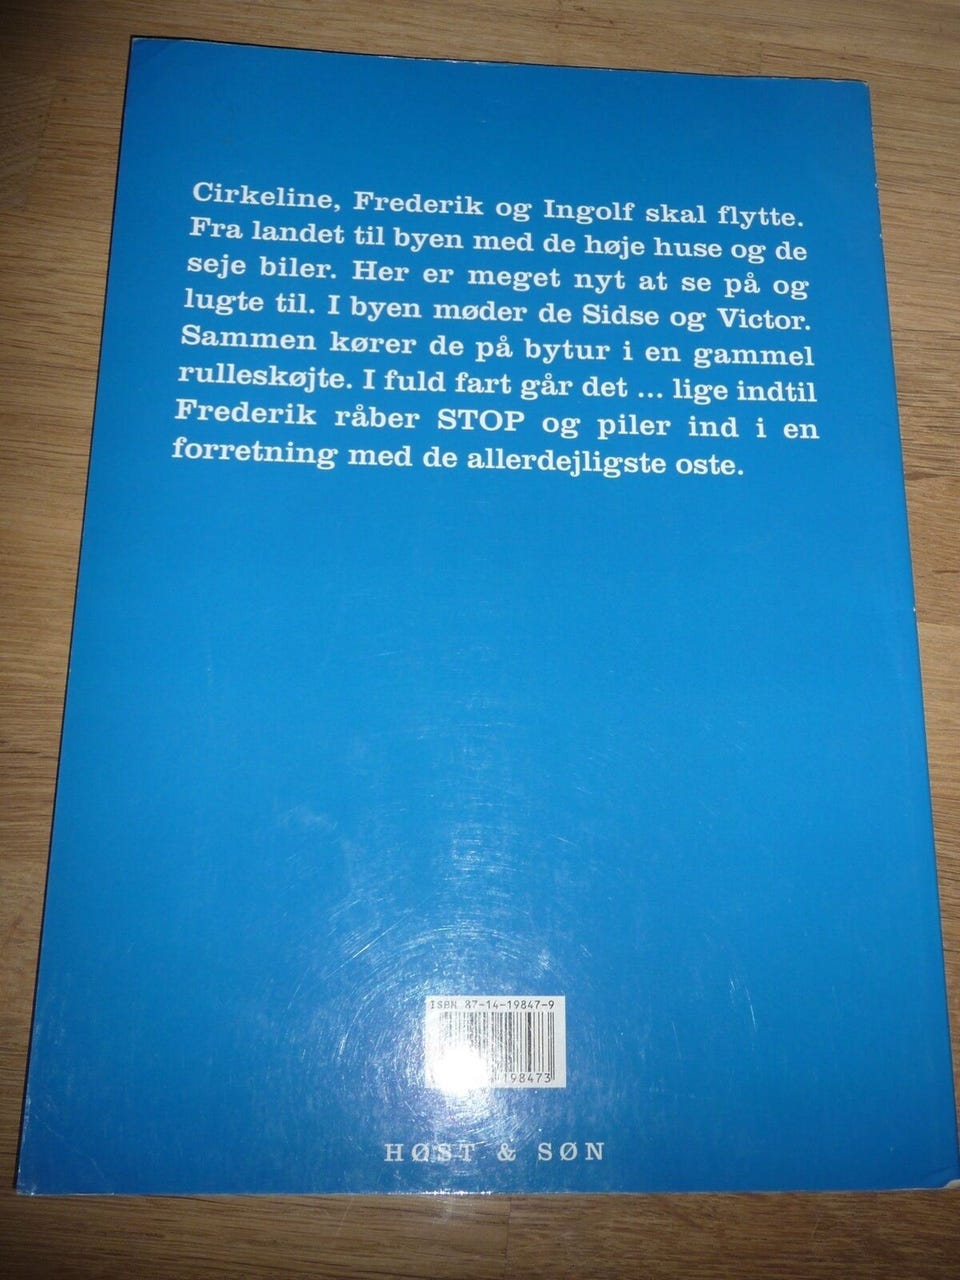 Cirkeline, Frederik og Ingolf skal flytte.
Fra landet til byen med de høje huse og de
seje biler. Her er meget nyt at se på og
lugte til. I byen møder de Sidse og Victor.
Sammen kører de på bytur i en gammel
rulleskøjte. I fuld fart går det ... lige indtil
Frederik råber STOP og piler ind i en
forretning med de allerdejligste oste.
ISBN 87-14-19847-9
198473
HØST & SØN